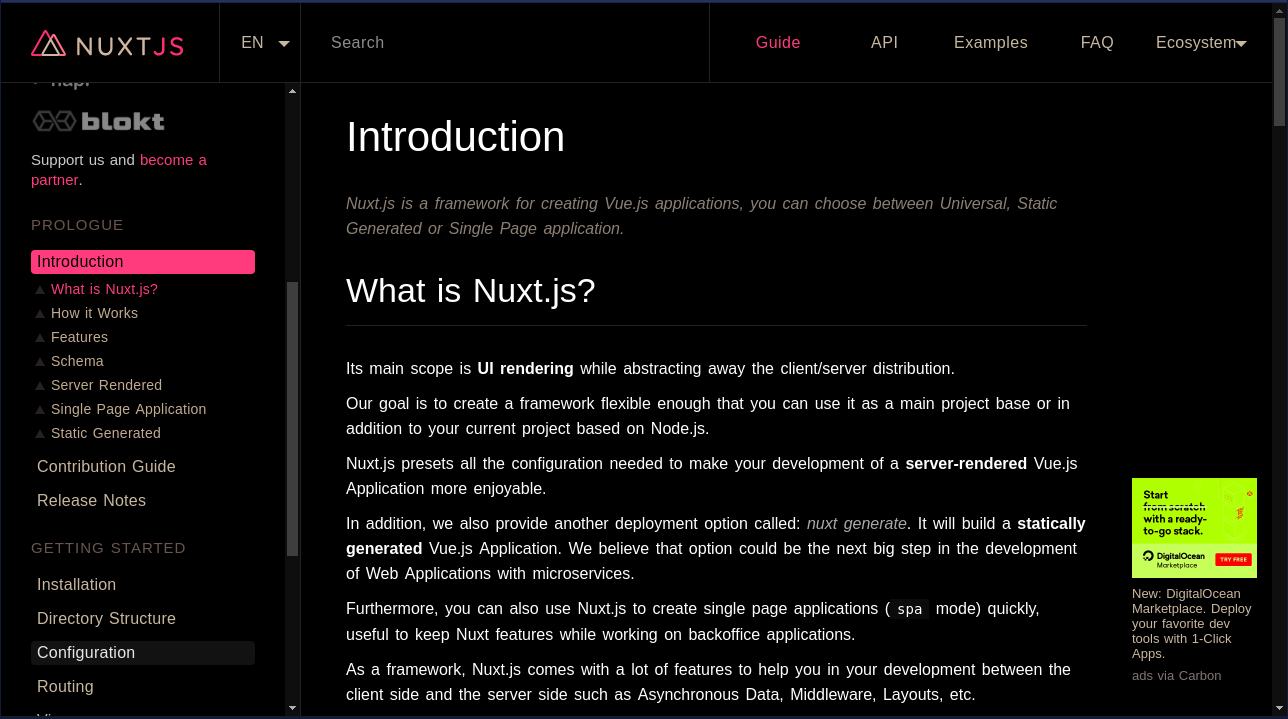 NUXTJS
EN
Search
Guide
API
Examples
FAQ
Ecosystem
blokt
Support us and become a
partner.
PROLOGUE
Introduction
What is Nuxt.js?
How it Works
Features
Schema
Server Rendered
Single Page Application
Static Generated
Contribution Guide
Release Notes
GETTING STARTED
Installation
Directory Structure
Configuration
Routing
Introduction
Nuxt.js is a framework for creating Vue.js applications, you can choose between Universal, Static
Generated or Single Page application.
What is Nuxt.js?
Its main scope is UI rendering while abstracting away the client/server distribution.
Our goal is to create a framework flexible enough that you can use it as a main project base or in
addition to your current project based on Node.js.
Nuxt.js presets all the configuration needed to make your development of a server-rendered Vue.js
Application more enjoyable.
In addition, we also provide another deployment option called: nuxt generate. It will build a statically
generated Vue.js Application. We believe that option could be the next big step in the development
of Web Applications with microservices.
Furthermore, you can also use Nuxt.js to create single page applications ( spa mode) quickly,
useful to keep Nuxt features while working on backoffice applications.
As a framework, Nuxt.js comes with a lot of features to help you in your development between the
client side and the server side such as Asynchronous Data, Middleware, Layouts, etc.
Start
from scratch
with a ready-
to-go stack.
DigitalOcean
Marketplace
TRY FREE
New: DigitalOcean
Marketplace. Deploy
your favorite dev
tools with 1-Click
Apps.
ads via Carbon